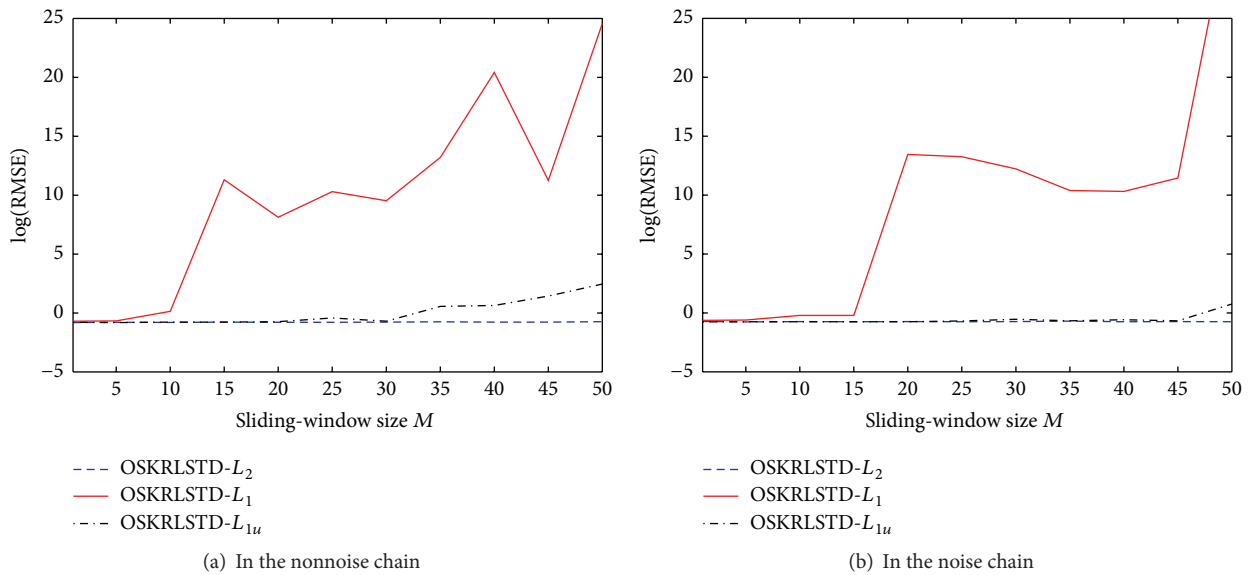 25
20
15
10
5
0
−5
log(RMSE)
5 10 15 20 25 30 35 40 45 50
Sliding-window size M
OSKRLSTD-L2
OSKRLSTD-L1
OSKRLSTD-L1u
(a) In the nonnoise chain
25
20
15
10
5
0
−5
log(RMSE)
5 10 15 20 25 30 35 40 45 50
Sliding-window size M
OSKRLSTD-L2
OSKRLSTD-L1
OSKRLSTD-L1u
(b) In the noise chain